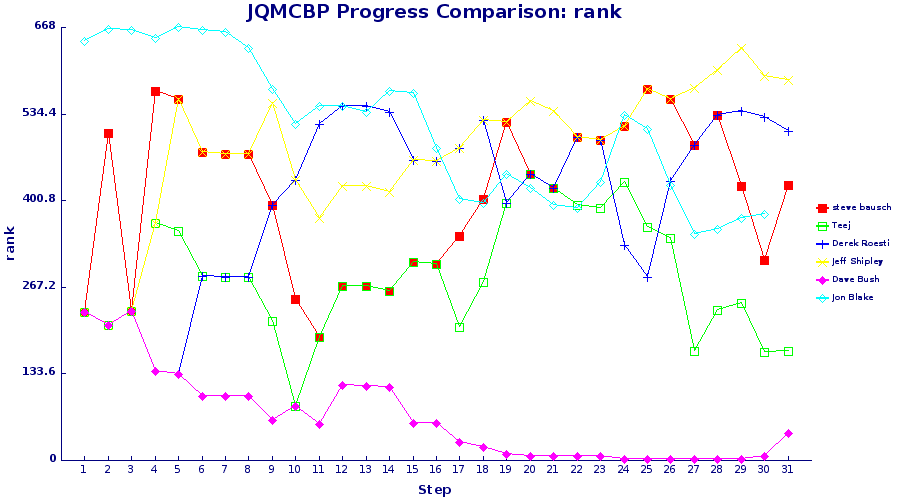 JQMCBP Progress Comparison: rank
668
534.4
400.8
267.2
133.6
0
rank
1 2 3 4 5 6 7 8 9 10 11 12 13 14 15 16 17 18 19 20 21 22 23 24 25 26 27 28 29 30 31
Step
steve bausch
Teej
Derek Roesti
Jeff Shipley
Dave Bush
Jon Blake